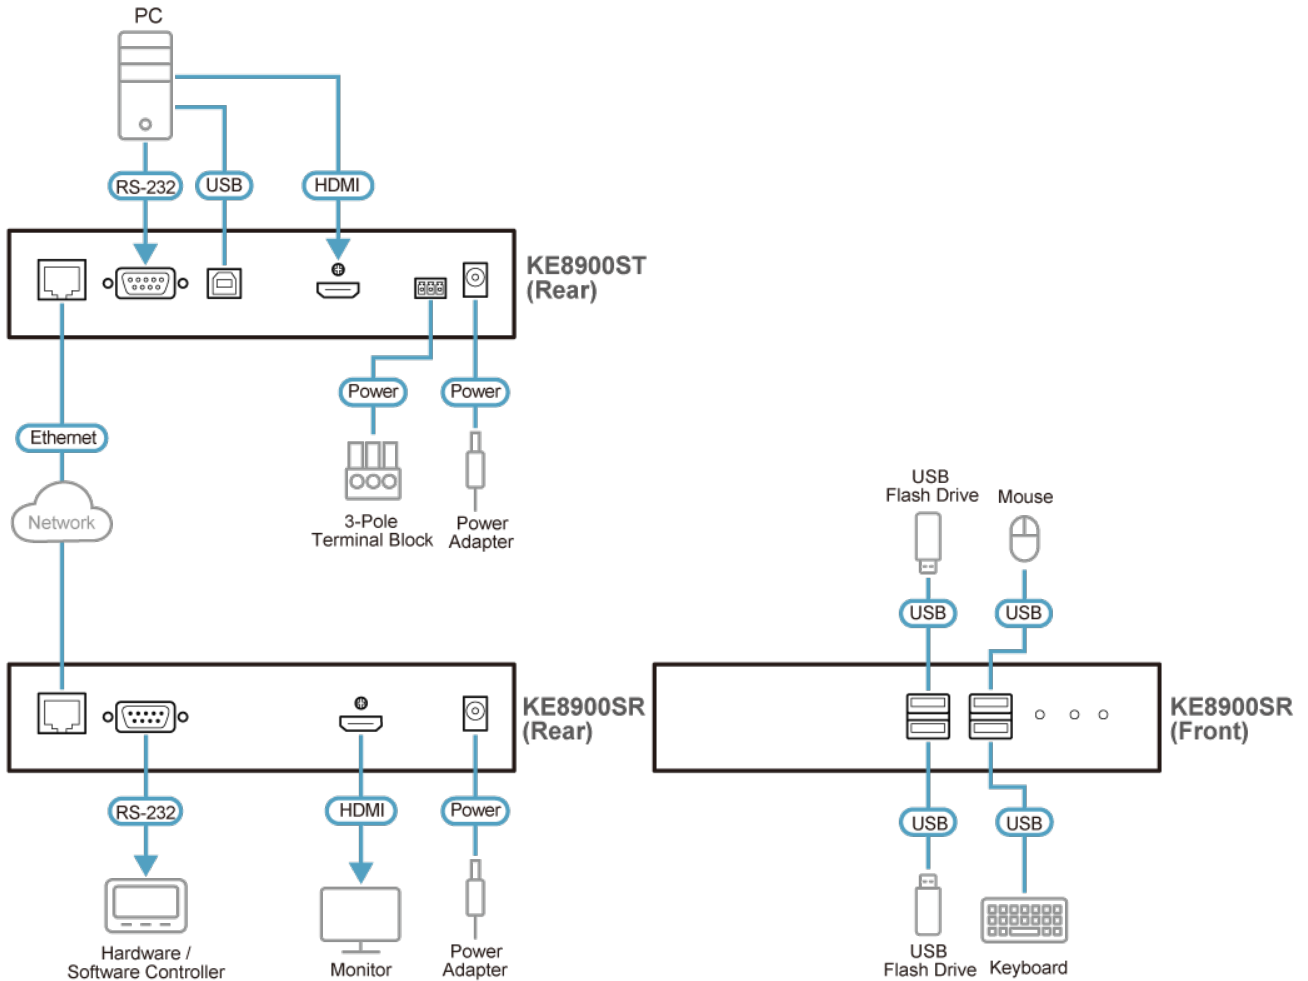 PC
RS-232
USB
HDMI
KE8900ST
(Rear)
Power
Power
Ethernet
Network
3-Pole
Terminal Block
Power
Adapter
USB
Flash Drive
Mouse
USB
USB
KE8900SR
(Rear)
KE8900SR
(Front)
RS-232
HDMI
Power
USB
USB
Hardware /
Software Controller
Monitor
Power
Adapter
USB
Flash Drive
Keyboard